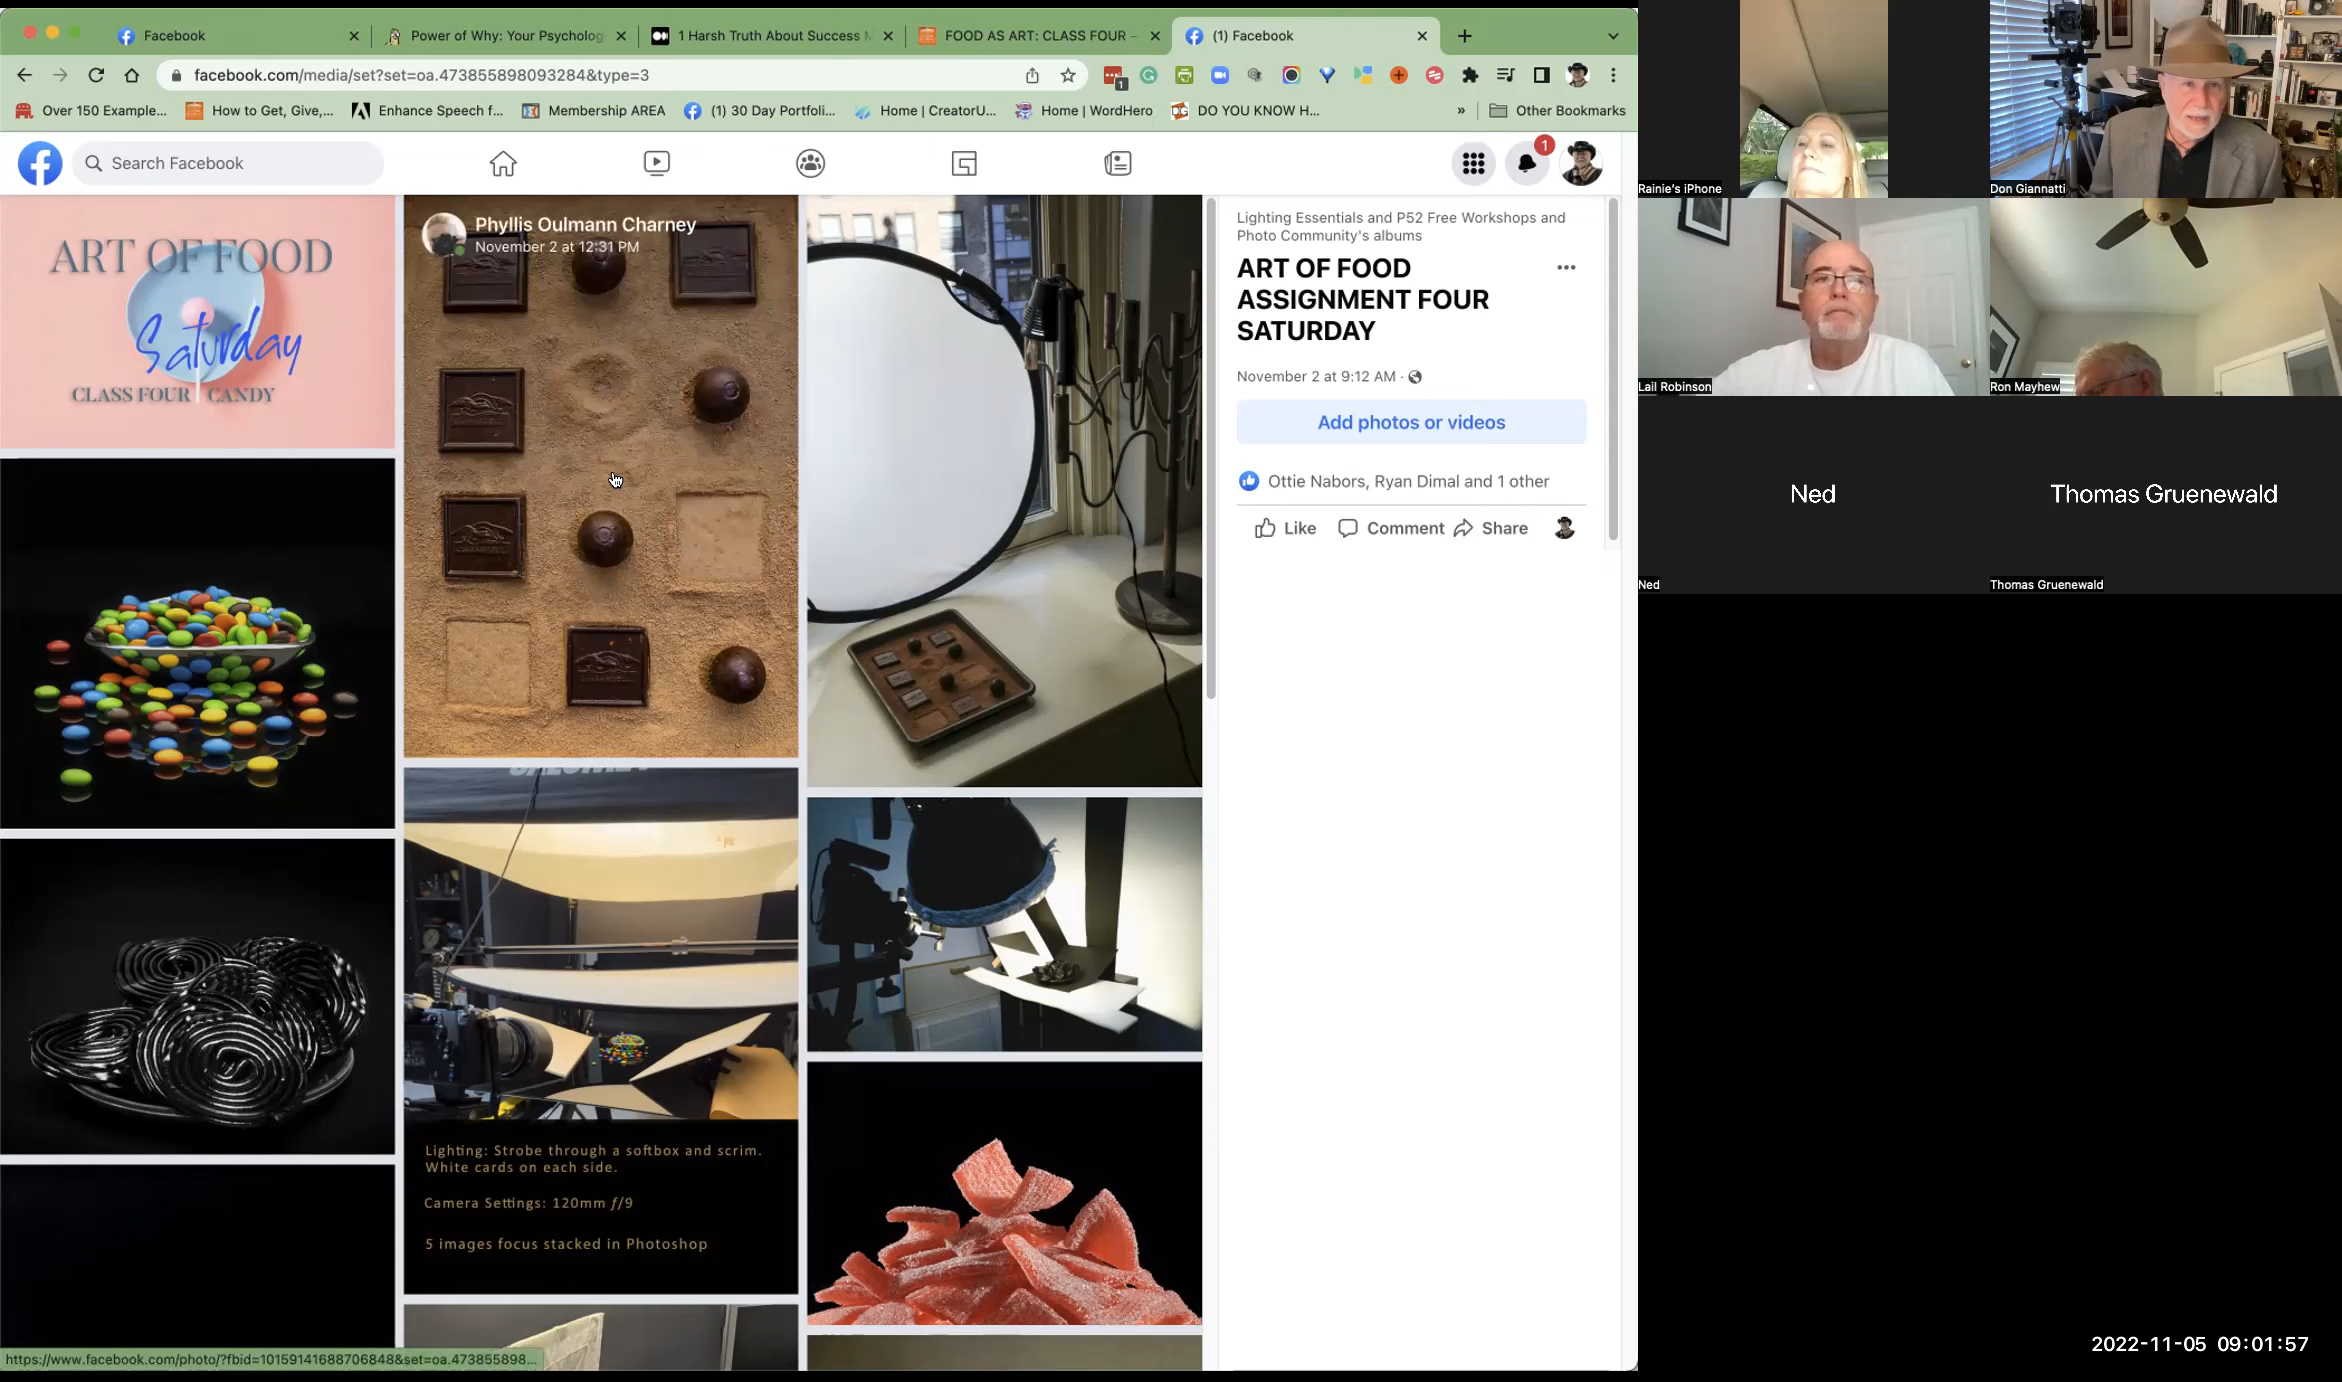 Facebook
Power of Why: Your Psycholog
1 Harsh Truth About Success M
FOOD AS ART: CLASS FOUR –
(1) Facebook
facebook.com/media/set?set=oa.473855898093284&type=3
1
Over 150 Example...
How to Get, Give,...
Enhance Speech f...
Membership AREA
(1) 30 Day Portfoli...
Home | CreatorU...
Home | WordHero
DO YOU KNOW H...
»
Other Bookmarks
Search Facebook
1
ART OF FOOD
Saturday
CLASS FOUR CANDY
Phyllis Oulmann Charney
November 2 at 12:31 PM
Lighting: Strobe through a softbox and scrim.
White cards on each side.
Camera Settings: 120mm f/9
5 images focus stacked in Photoshop
Lighting Essentials and P52 Free Workshops and
Photo Community's albums
ART OF FOOD
ASSIGNMENT FOUR
SATURDAY
November 2 at 9:12 AM ·
Add photos or videos
Ottie Nabors, Ryan Dimal and 1 other
Like
Comment
Share
https://www.facebook.com/photo/?fbid=10159141688706848&set=oa.473855898...
Rainie's iPhone
Don Giannatti
Lail Robinson
Ron Mayhew
Ned
Thomas Gruenewald
Ned
Thomas Gruenewald
2022-11-05 09:01:57